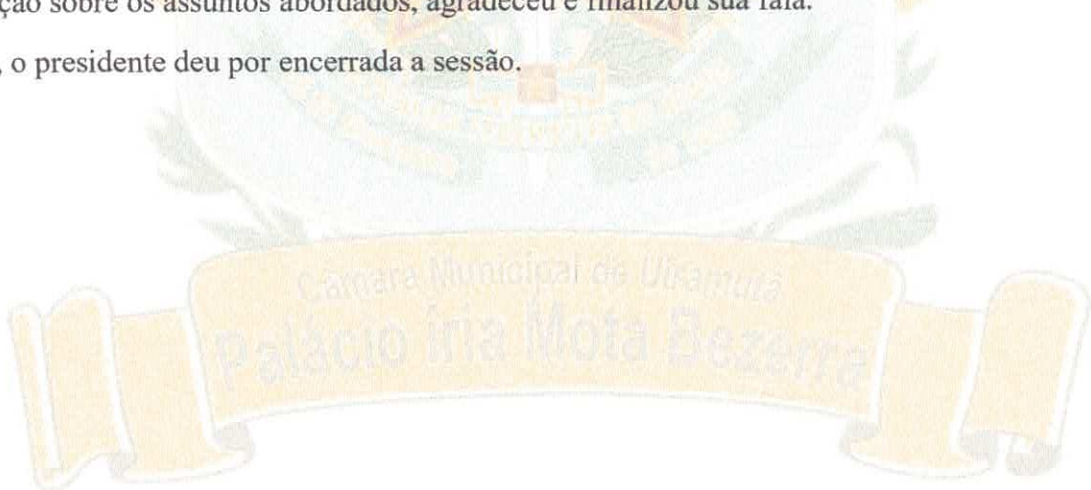 ção sobre os assuntos abordados, agradeceu e finalizou sua fala.
, o presidente deu por encerrada a sessão.
Câmara Municipal de Uiramutã
Palácio Íria Mota Bezerra